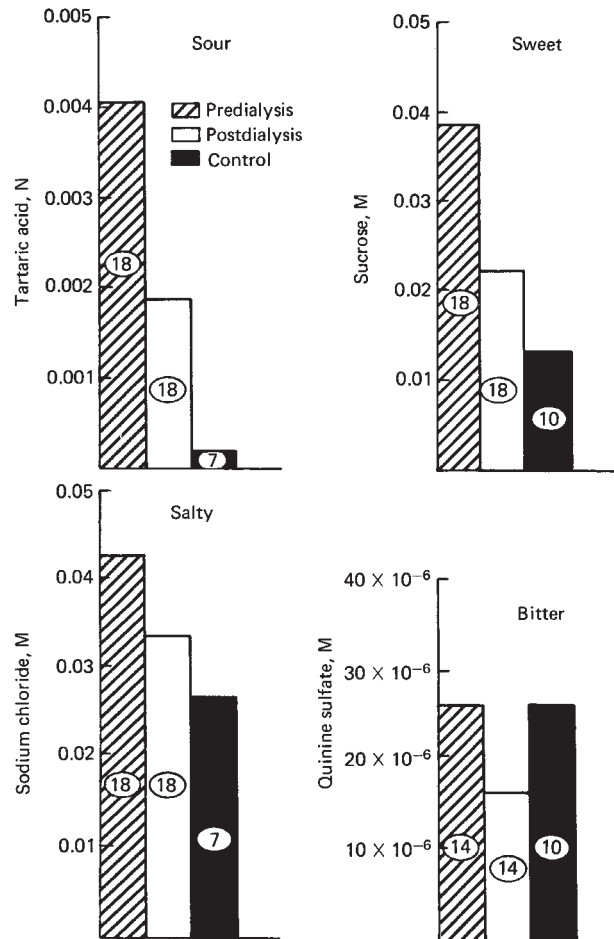 Sour
0.005
0.004
0.003
0.002
0.001
Tartaric acid, N
Predialysis
Postdialysis
Control
18
18
7
Sweet
0.05
0.04
0.03
0.02
0.01
Sucrose, M
18
18
10
Salty
0.05
0.04
0.03
0.02
0.01
Sodium chloride, M
18
18
7
Bitter
40 × 10⁻⁶
30 × 10⁻⁶
20 × 10⁻⁶
10 × 10⁻⁶
Quinine sulfate, M
14
14
10